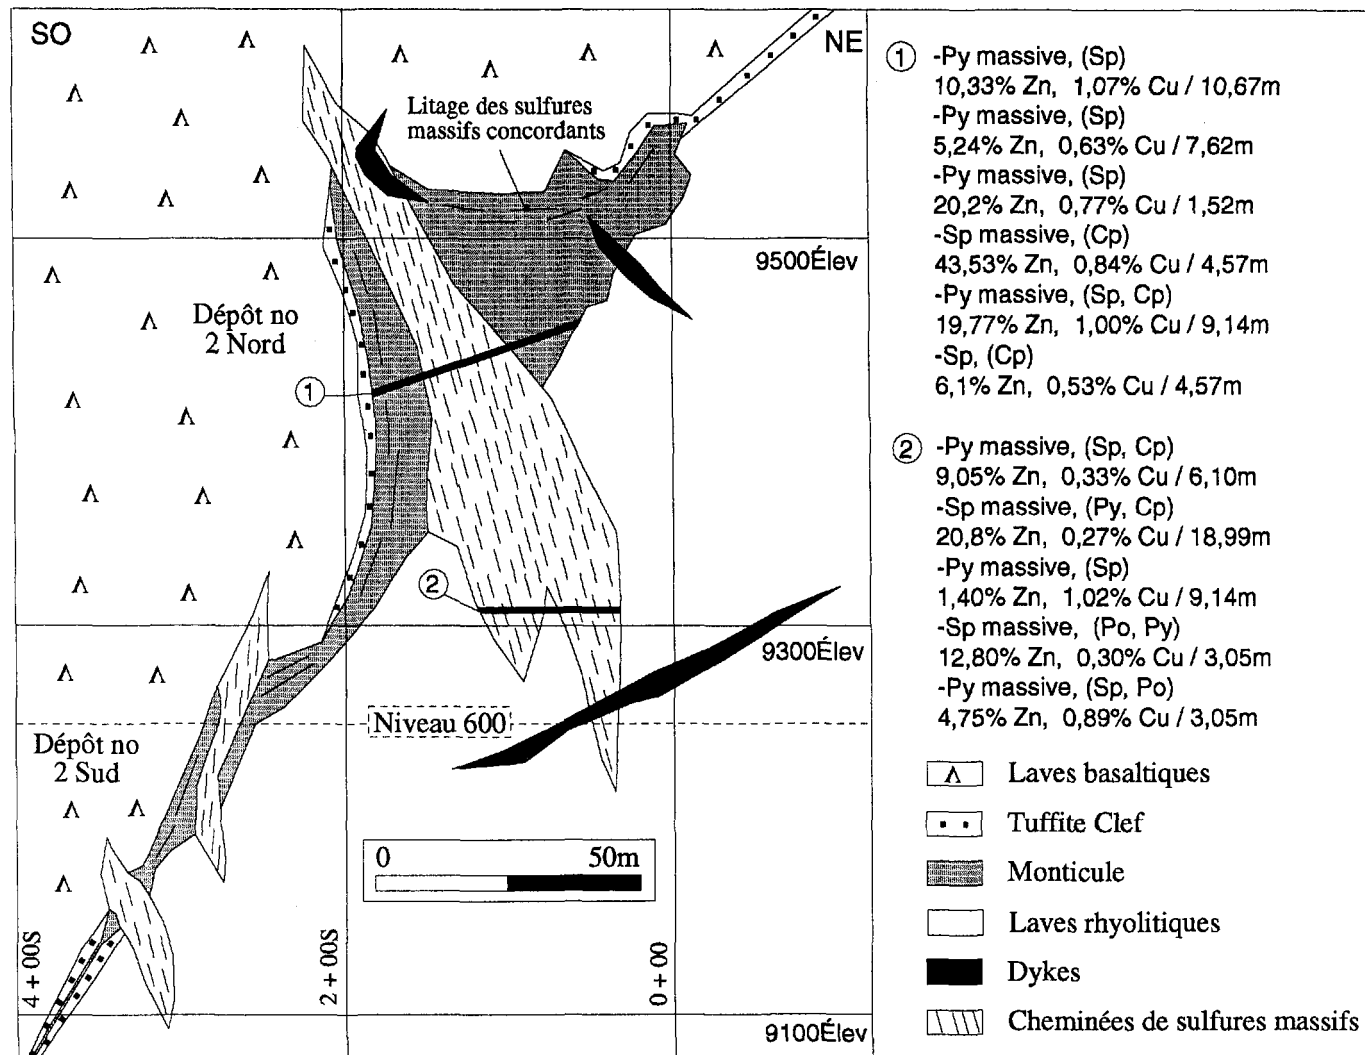 SO
NE
Litage des sulfures
massifs concordants
9500Élev
Dépôt no
2 Nord
1
2
9300Élev
Niveau 600
Dépôt no
2 Sud
0 50m
4 + 00S
2 + 00S
0 + 00
9100Élev
1 -Py massive, (Sp)
10,33% Zn, 1,07% Cu / 10,67m
-Py massive, (Sp)
5,24% Zn, 0,63% Cu / 7,62m
-Py massive, (Sp)
20,2% Zn, 0,77% Cu / 1,52m
-Sp massive, (Cp)
43,53% Zn, 0,84% Cu / 4,57m
-Py massive, (Sp, Cp)
19,77% Zn, 1,00% Cu / 9,14m
-Sp, (Cp)
6,1% Zn, 0,53% Cu / 4,57m
2 -Py massive, (Sp, Cp)
9,05% Zn, 0,33% Cu / 6,10m
-Sp massive, (Py, Cp)
20,8% Zn, 0,27% Cu / 18,99m
-Py massive, (Sp)
1,40% Zn, 1,02% Cu / 9,14m
-Sp massive, (Po, Py)
12,80% Zn, 0,30% Cu / 3,05m
-Py massive, (Sp, Po)
4,75% Zn, 0,89% Cu / 3,05m
Laves basaltiques
Tuffite Clef
Monticule
Laves rhyolitiques
Dykes
Cheminées de sulfures massifs